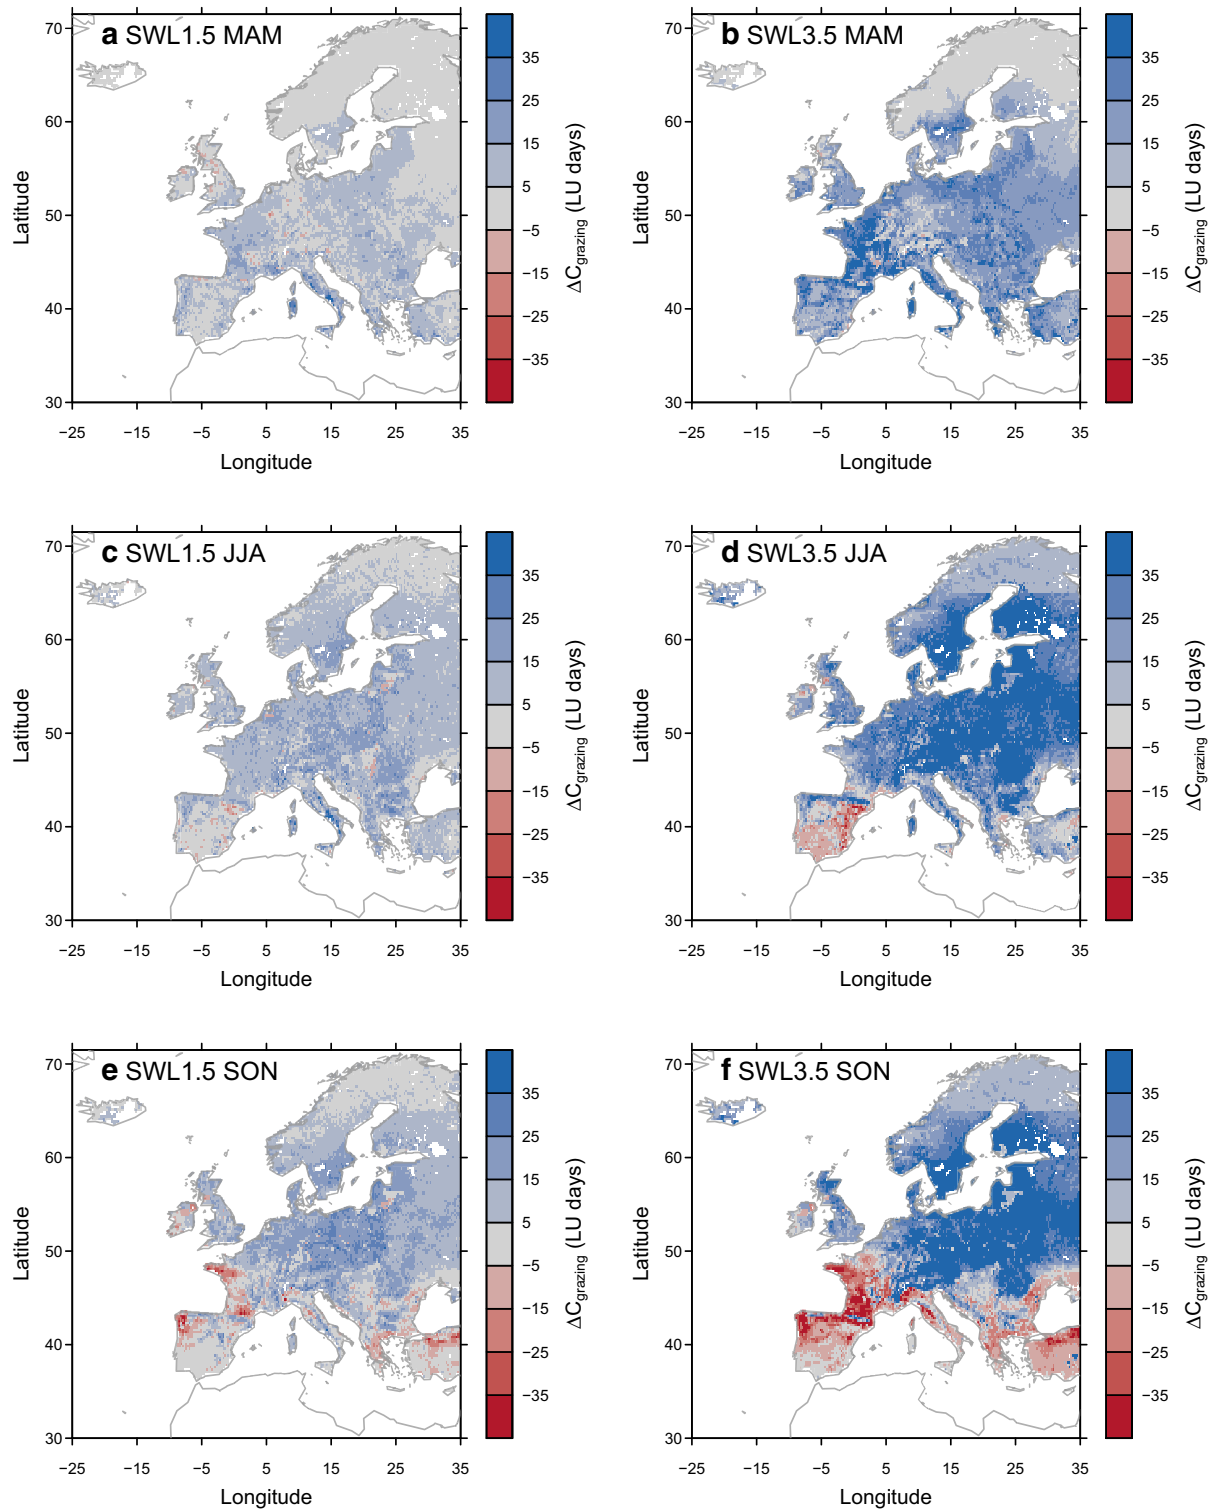 a SWL1.5 MAM
70
60
50
40
30
Latitude
−25 −15 −5 5 15 25 35
Longitude
35
25
15
5
−5
−15
−25
−35
ΔCgrazing (LU days)
b SWL3.5 MAM
70
60
50
40
30
Latitude
−25 −15 −5 5 15 25 35
Longitude
35
25
15
5
−5
−15
−25
−35
ΔCgrazing (LU days)
c SWL1.5 JJA
70
60
50
40
30
Latitude
−25 −15 −5 5 15 25 35
Longitude
35
25
15
5
−5
−15
−25
−35
ΔCgrazing (LU days)
d SWL3.5 JJA
70
60
50
40
30
Latitude
−25 −15 −5 5 15 25 35
Longitude
35
25
15
5
−5
−15
−25
−35
ΔCgrazing (LU days)
e SWL1.5 SON
70
60
50
40
30
Latitude
−25 −15 −5 5 15 25 35
Longitude
35
25
15
5
−5
−15
−25
−35
ΔCgrazing (LU days)
f SWL3.5 SON
70
60
50
40
30
Latitude
−25 −15 −5 5 15 25 35
Longitude
35
25
15
5
−5
−15
−25
−35
ΔCgrazing (LU days)